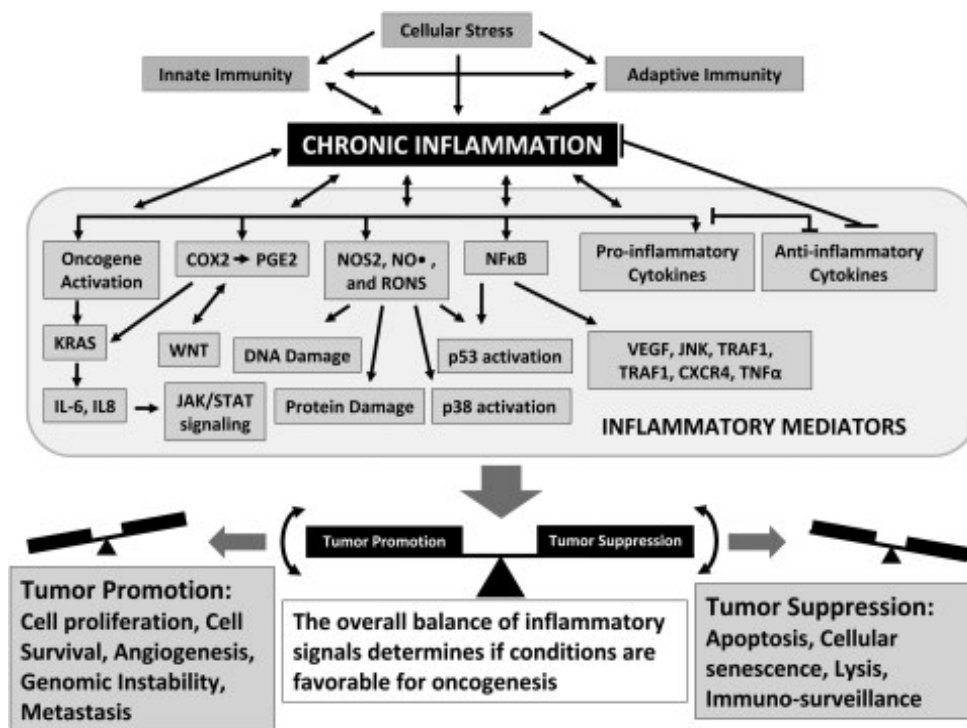 Cellular Stress
Innate Immunity
Adaptive Immunity
CHRONIC INFLAMMATION
Oncogene
Activation
COX2 → PGE2
NOS2, NO• ,
and RONS
NFκB
Pro-inflammatory
Cytokines
Anti-inflammatory
Cytokines
KRAS
WNT
DNA Damage
p53 activation
VEGF, JNK, TRAF1,
TRAF1, CXCR4, TNFα
IL-6, IL8
JAK/STAT
signaling
Protein Damage
p38 activation
INFLAMMATORY MEDIATORS
Tumor Promotion
Tumor Suppression
Tumor Promotion:
Cell proliferation, Cell
Survival, Angiogenesis,
Genomic Instability,
Metastasis
The overall balance of inflammatory
signals determines if conditions are
favorable for oncogenesis
Tumor Suppression:
Apoptosis, Cellular
senescence, Lysis,
Immuno-surveillance